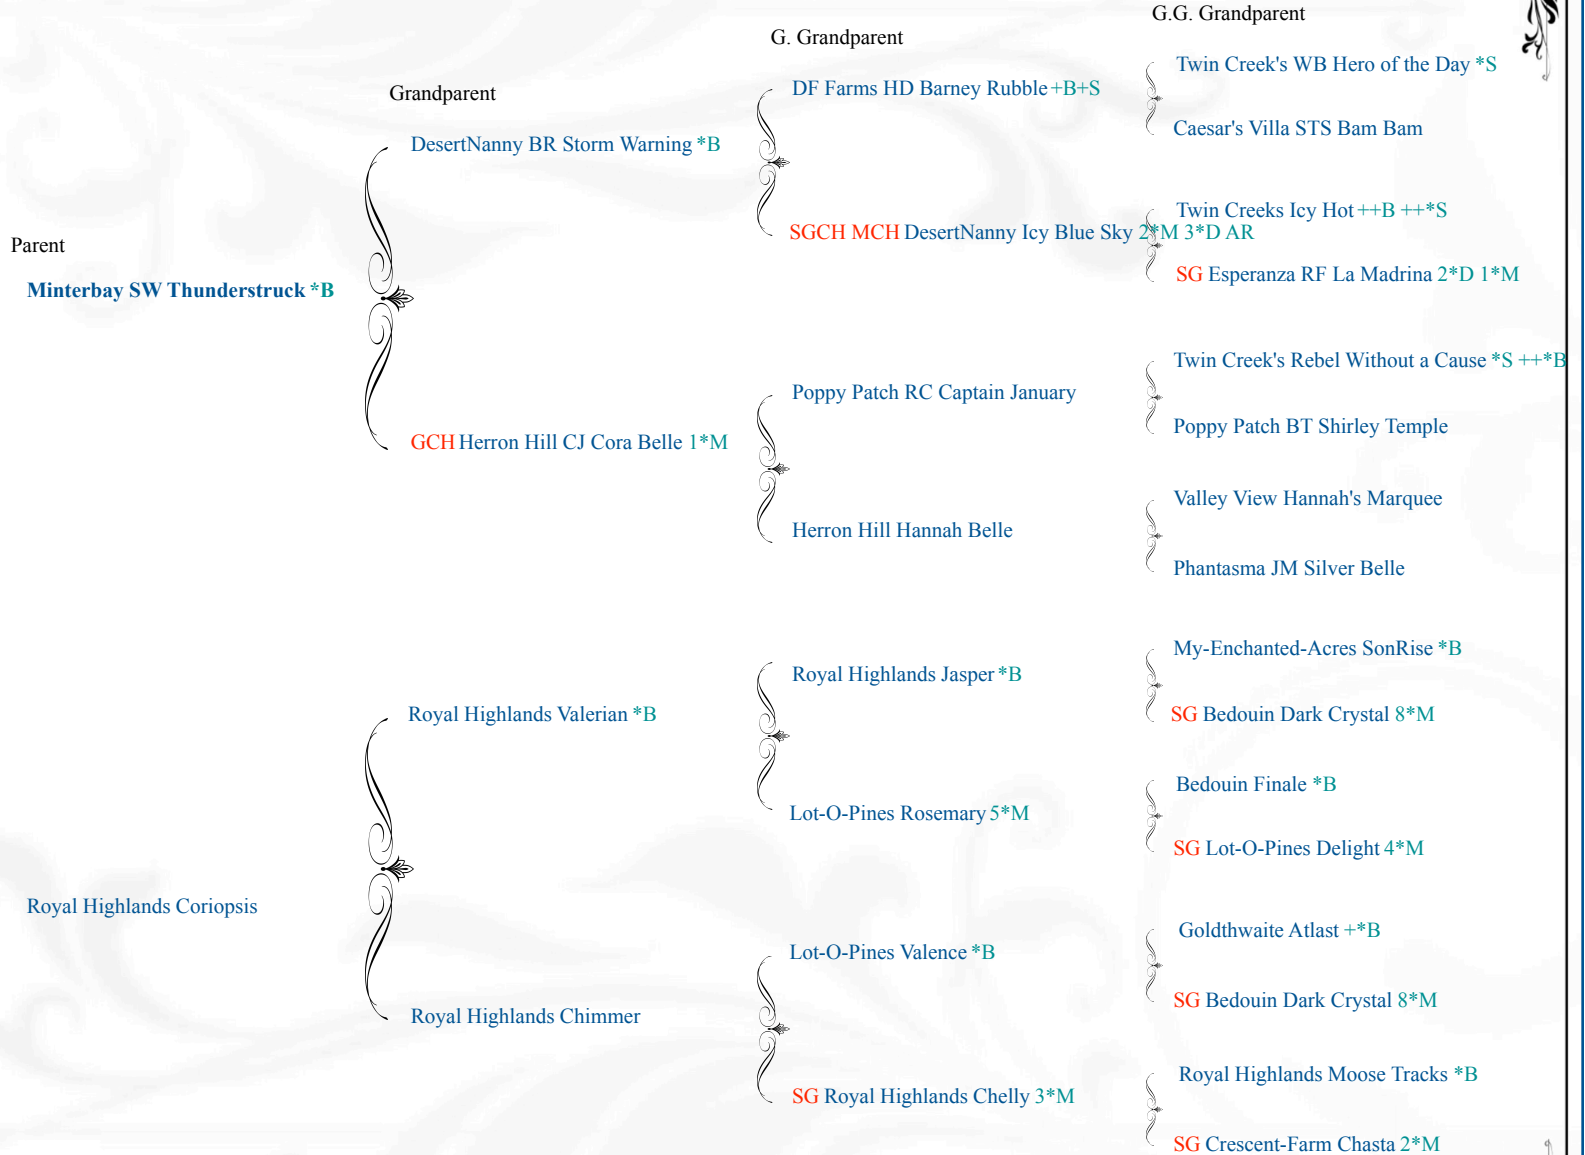 G.G. Grandparent
G. Grandparent
Grandparent
Parent
Twin Creek's WB Hero of the Day *S
DF Farms HD Barney Rubble +B+S
Caesar's Villa STS Bam Bam
DesertNanny BR Storm Warning *B
Twin Creeks Icy Hot ++B ++*S
SGCH MCH DesertNanny Icy Blue Sky 2*M 3*D AR
SG Esperanza RF La Madrina 2*D 1*M
Minterbay SW Thunderstruck *B
Twin Creek's Rebel Without a Cause *S ++*B
Poppy Patch RC Captain January
Poppy Patch BT Shirley Temple
GCH Herron Hill CJ Cora Belle 1*M
Valley View Hannah's Marquee
Herron Hill Hannah Belle
Phantasma JM Silver Belle
My-Enchanted-Acres SonRise *B
Royal Highlands Jasper *B
SG Bedouin Dark Crystal 8*M
Royal Highlands Valerian *B
Bedouin Finale *B
Lot-O-Pines Rosemary 5*M
SG Lot-O-Pines Delight 4*M
Royal Highlands Coriopsis
Goldthwaite Atlast +*B
Lot-O-Pines Valence *B
SG Bedouin Dark Crystal 8*M
Royal Highlands Chimmer
Royal Highlands Moose Tracks *B
SG Royal Highlands Chelly 3*M
SG Crescent-Farm Chasta 2*M